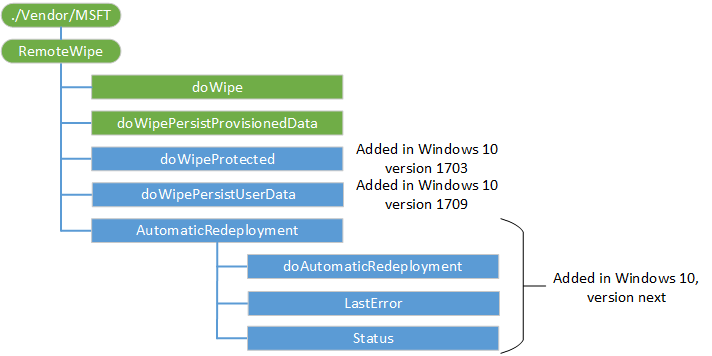 ./Vendor/MSFT
RemoteWipe
doWipe
doWipePersistProvisionedData
doWipeProtected
Added in Windows 10
version 1703
doWipePersistUserData
Added in Windows 10
version 1709
AutomaticRedeployment
doAutomaticRedeployment
LastError
Status
Added in Windows 10,
version next